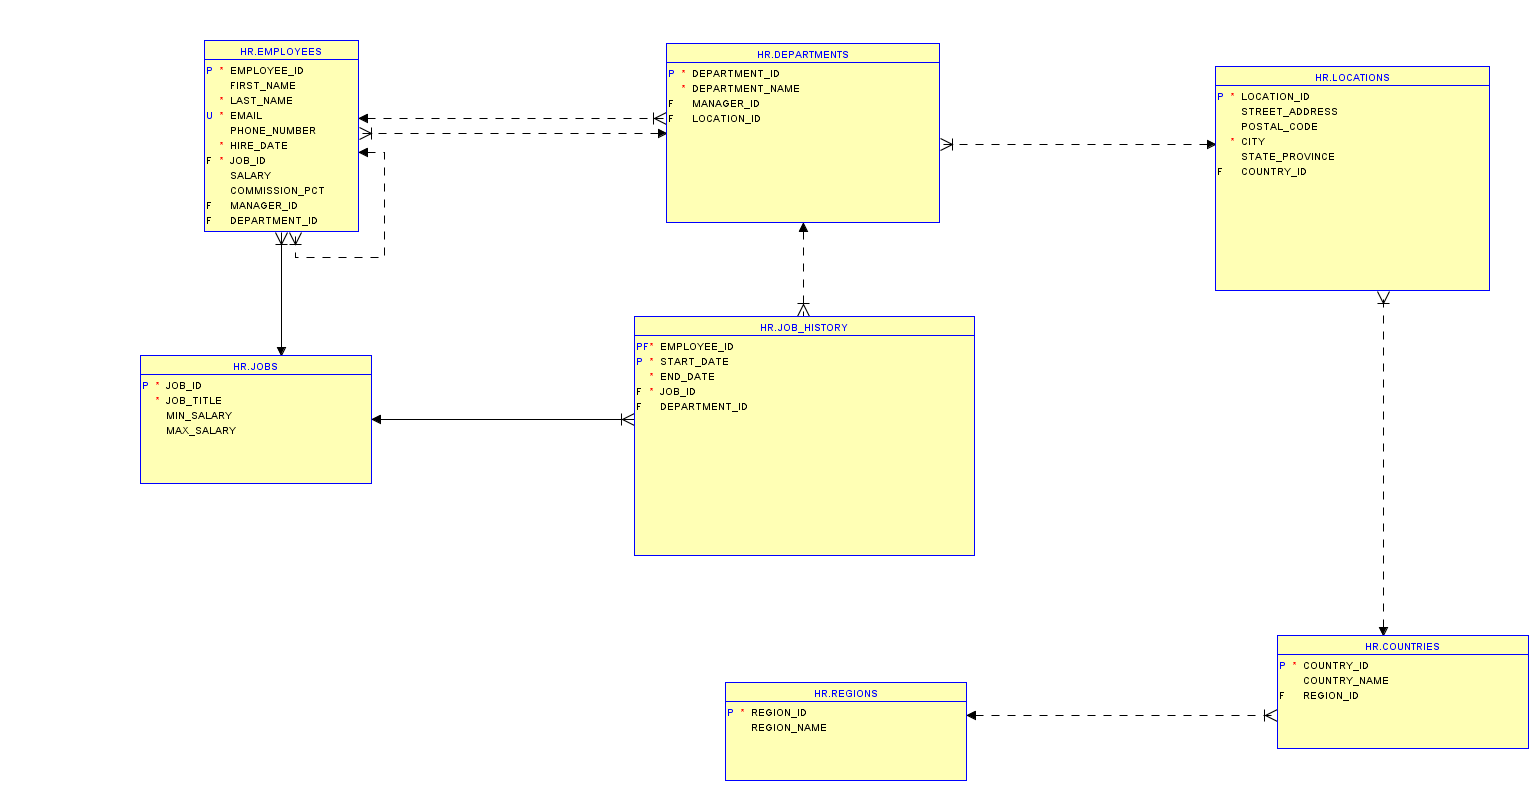 HR.EMPLOYEES
P * EMPLOYEE_ID
FIRST_NAME
* LAST_NAME
U * EMAIL
PHONE_NUMBER
* HIRE_DATE
F * JOB_ID
SALARY
COMMISSION_PCT
F MANAGER_ID
F DEPARTMENT_ID
HR.DEPARTMENTS
P * DEPARTMENT_ID
* DEPARTMENT_NAME
F MANAGER_ID
F LOCATION_ID
HR.LOCATIONS
P * LOCATION_ID
STREET_ADDRESS
POSTAL_CODE
* CITY
STATE_PROVINCE
F COUNTRY_ID
HR.JOBS
P * JOB_ID
* JOB_TITLE
MIN_SALARY
MAX_SALARY
HR.JOB_HISTORY
PF* EMPLOYEE_ID
P * START_DATE
* END_DATE
F * JOB_ID
F DEPARTMENT_ID
HR.REGIONS
P * REGION_ID
REGION_NAME
HR.COUNTRIES
P * COUNTRY_ID
COUNTRY_NAME
F REGION_ID